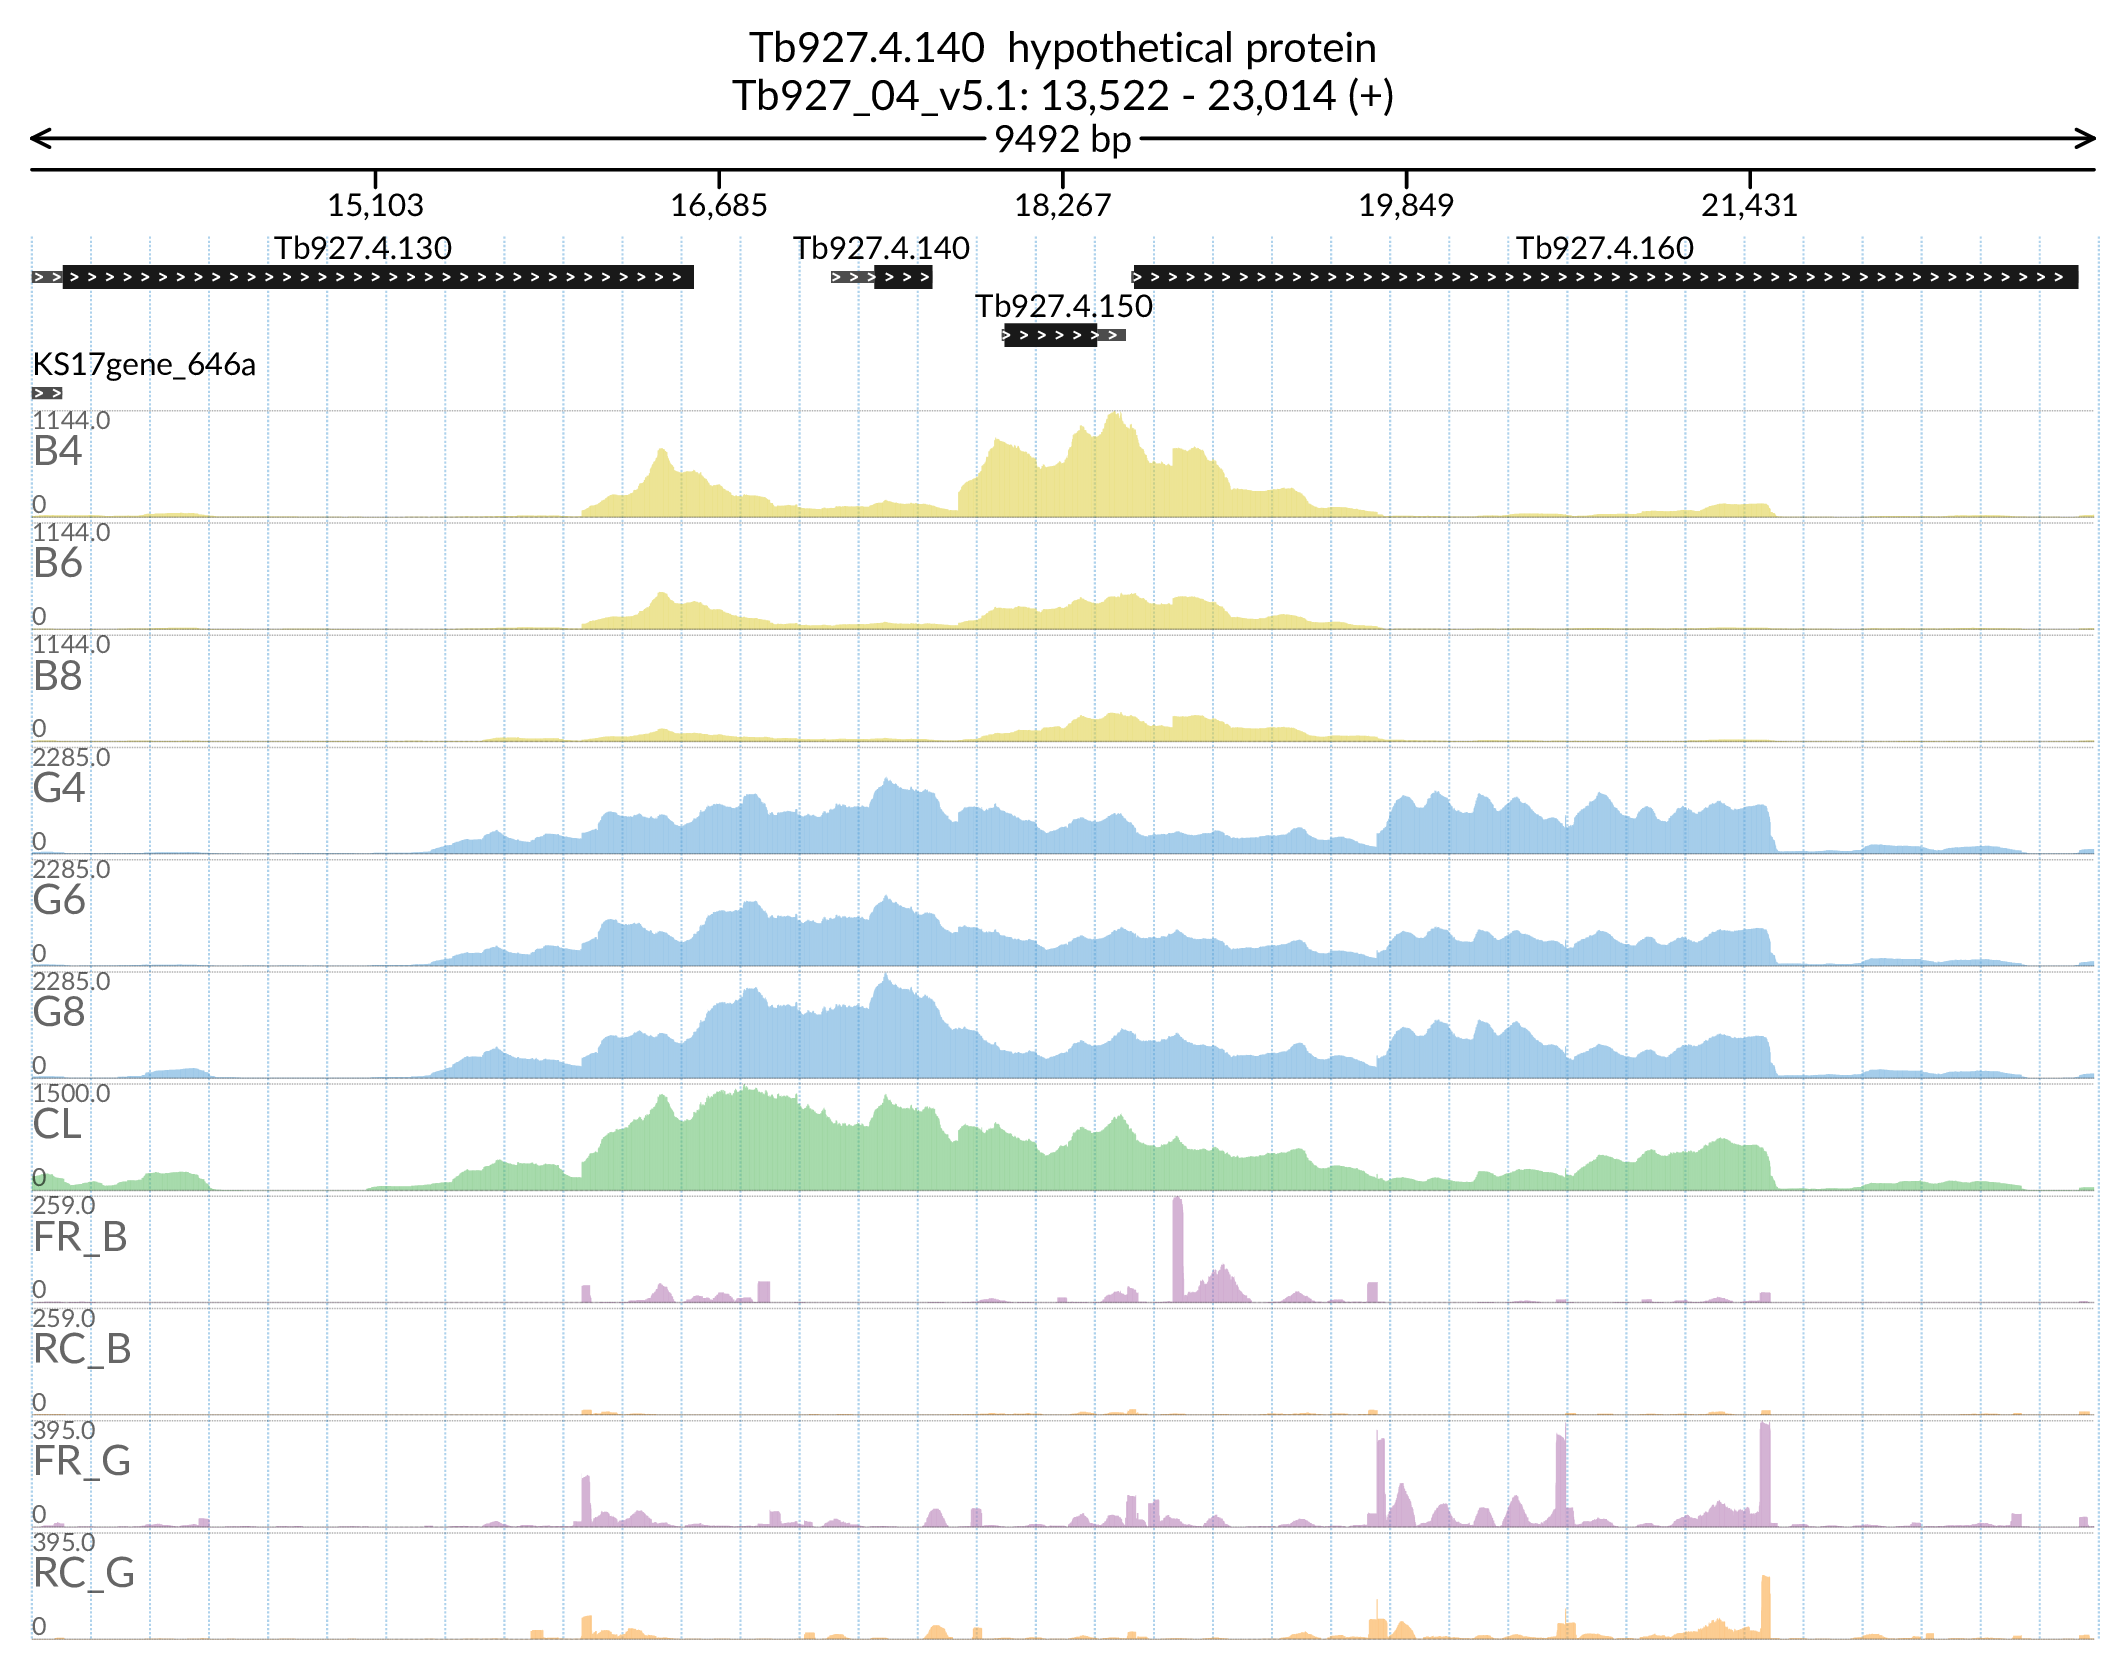 Tb927.4.140 hypothetical protein
Tb927_04_v5.1: 13,522 - 23,014 (+)
9492 bp
15,103 16,685 18,267 19,849 21,431
Tb927.4.130 Tb927.4.140 Tb927.4.160
Tb927.4.150
KS17gene_646a
1144.0
B4
0
1144.0
B6
0
1144.0
B8
0
2285.0
G4
0
2285.0
G6
0
2285.0
G8
0
1500.0
CL
0
259.0
FR_B
0
259.0
RC_B
0
395.0
FR_G
0
395.0
RC_G
0